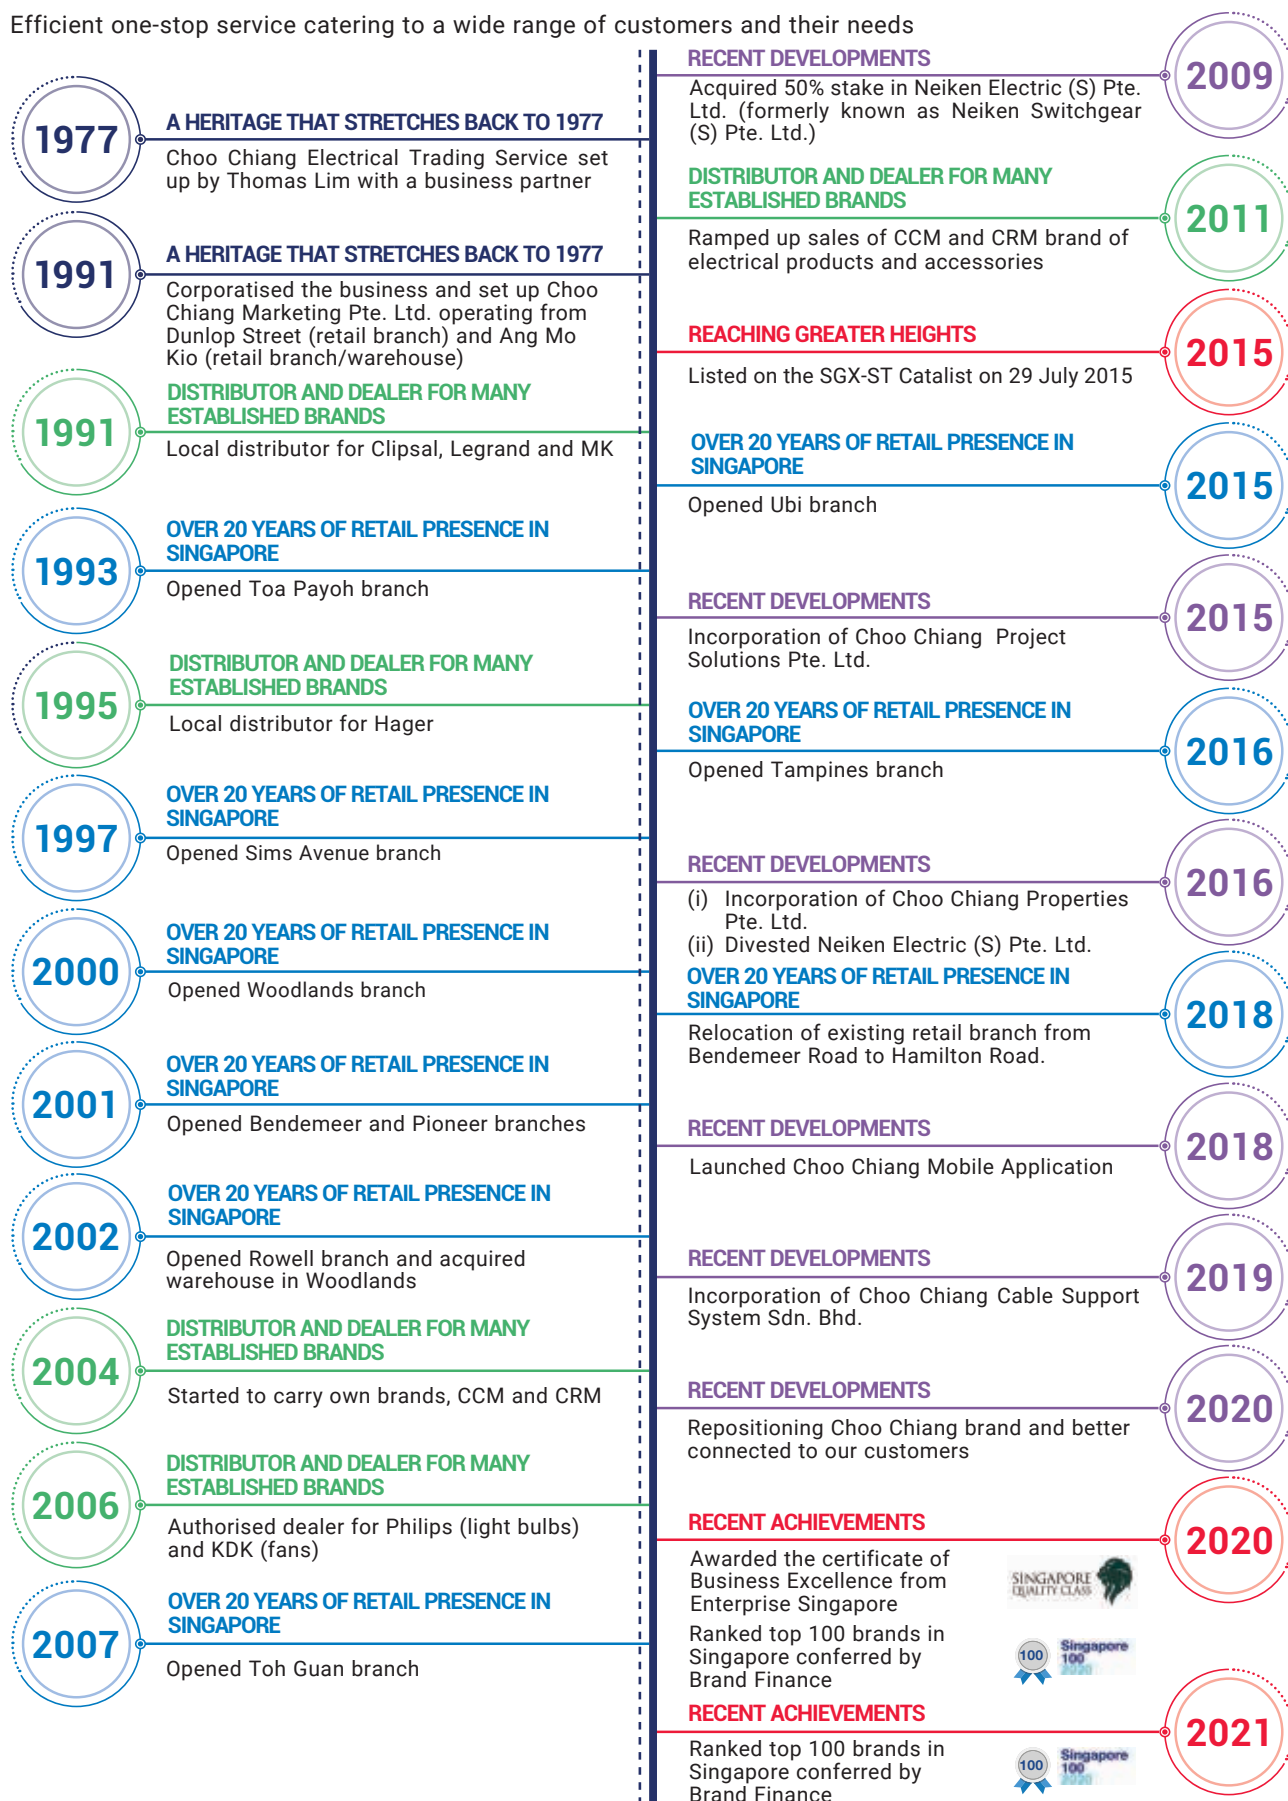 Efficient one-stop service catering to a wide range of customers and their needs
1977
A HERITAGE THAT STRETCHES BACK TO 1977
Choo Chiang Electrical Trading Service set
up by Thomas Lim with a business partner
1991
A HERITAGE THAT STRETCHES BACK TO 1977
Corporatised the business and set up Choo
Chiang Marketing Pte. Ltd. operating from
Dunlop Street (retail branch) and Ang Mo
Kio (retail branch/warehouse)
1991
DISTRIBUTOR AND DEALER FOR MANY
ESTABLISHED BRANDS
Local distributor for Clipsal, Legrand and MK
1993
OVER 20 YEARS OF RETAIL PRESENCE IN
SINGAPORE
Opened Toa Payoh branch
1995
DISTRIBUTOR AND DEALER FOR MANY
ESTABLISHED BRANDS
Local distributor for Hager
1997
OVER 20 YEARS OF RETAIL PRESENCE IN
SINGAPORE
Opened Sims Avenue branch
2000
OVER 20 YEARS OF RETAIL PRESENCE IN
SINGAPORE
Opened Woodlands branch
2001
OVER 20 YEARS OF RETAIL PRESENCE IN
SINGAPORE
Opened Bendemeer and Pioneer branches
2002
OVER 20 YEARS OF RETAIL PRESENCE IN
SINGAPORE
Opened Rowell branch and acquired
warehouse in Woodlands
2004
DISTRIBUTOR AND DEALER FOR MANY
ESTABLISHED BRANDS
Started to carry own brands, CCM and CRM
2006
DISTRIBUTOR AND DEALER FOR MANY
ESTABLISHED BRANDS
Authorised dealer for Philips (light bulbs)
and KDK (fans)
2007
OVER 20 YEARS OF RETAIL PRESENCE IN
SINGAPORE
Opened Toh Guan branch
RECENT DEVELOPMENTS
2009
Acquired 50% stake in Neiken Electric (S) Pte.
Ltd. (formerly known as Neiken Switchgear
(S) Pte. Ltd.)
DISTRIBUTOR AND DEALER FOR MANY
ESTABLISHED BRANDS
2011
Ramped up sales of CCM and CRM brand of
electrical products and accessories
REACHING GREATER HEIGHTS
2015
Listed on the SGX-ST Catalist on 29 July 2015
OVER 20 YEARS OF RETAIL PRESENCE IN
SINGAPORE
2015
Opened Ubi branch
RECENT DEVELOPMENTS
2015
Incorporation of Choo Chiang Project
Solutions Pte. Ltd.
OVER 20 YEARS OF RETAIL PRESENCE IN
SINGAPORE
2016
Opened Tampines branch
RECENT DEVELOPMENTS
2016
(i) Incorporation of Choo Chiang Properties
Pte. Ltd.
(ii) Divested Neiken Electric (S) Pte. Ltd.
OVER 20 YEARS OF RETAIL PRESENCE IN
SINGAPORE
2018
Relocation of existing retail branch from
Bendemeer Road to Hamilton Road.
RECENT DEVELOPMENTS
2018
Launched Choo Chiang Mobile Application
RECENT DEVELOPMENTS
2019
Incorporation of Choo Chiang Cable Support
System Sdn. Bhd.
RECENT DEVELOPMENTS
2020
Repositioning Choo Chiang brand and better
connected to our customers
RECENT ACHIEVEMENTS
2020
Awarded the certificate of
Business Excellence from
Enterprise Singapore
SINGAPORE
QUALITY CLASS
Ranked top 100 brands in
Singapore conferred by
Brand Finance
100
Singapore
100
2020
RECENT ACHIEVEMENTS
2021
Ranked top 100 brands in
Singapore conferred by
Brand Finance
100
Singapore
100
2020